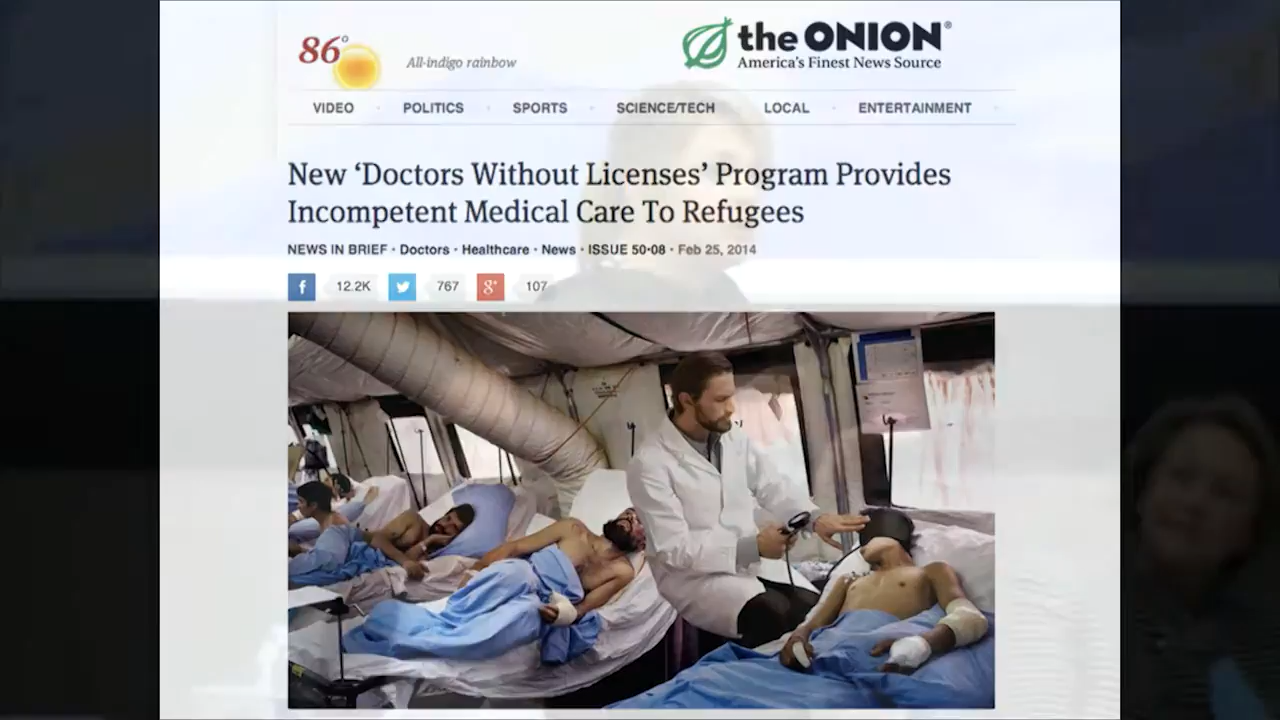 86°
All-indigo rainbow
the ONION®
America's Finest News Source
VIDEO • POLITICS • SPORTS • SCIENCE/TECH • LOCAL • ENTERTAINMENT •
New ‘Doctors Without Licenses’ Program Provides
Incompetent Medical Care To Refugees
NEWS IN BRIEF • Doctors • Healthcare • News • ISSUE 50•08 • Feb 25, 2014
f 12.2K 767 g+ 107